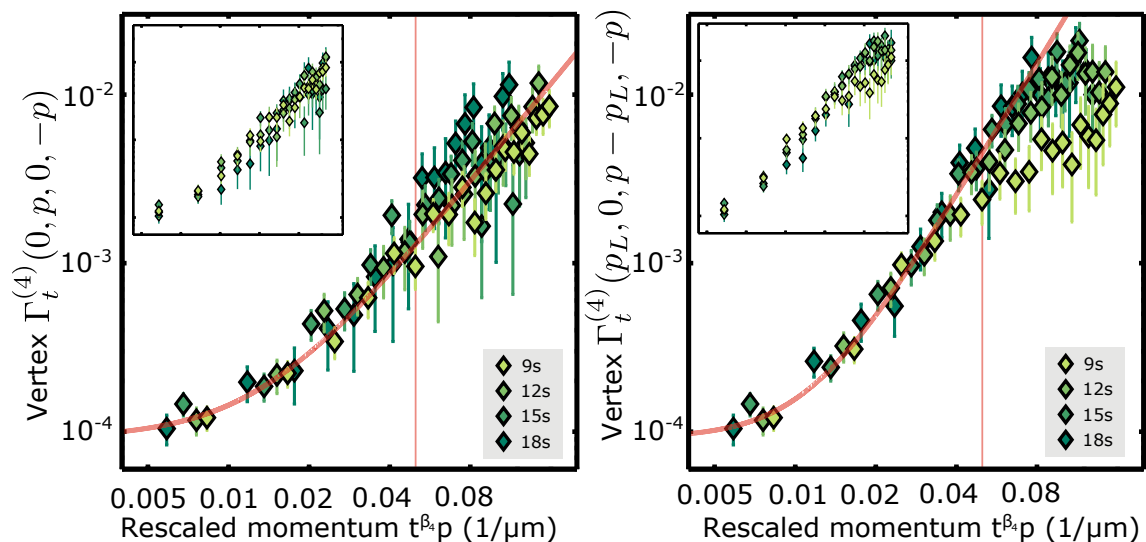 Vertex Γ_t^{(4)}(0, p, 0, −p)
10^{-2}
10^{-3}
10^{-4}
9s
12s
15s
18s
0.005 0.01 0.02 0.04 0.08
Rescaled momentum t^{β₄}p (1/μm)
Vertex Γ_t^{(4)}(p_L, 0, p − p_L, −p)
10^{-2}
10^{-3}
10^{-4}
9s
12s
15s
18s
0.005 0.01 0.02 0.04 0.08
Rescaled momentum t^{β₄}p (1/μm)